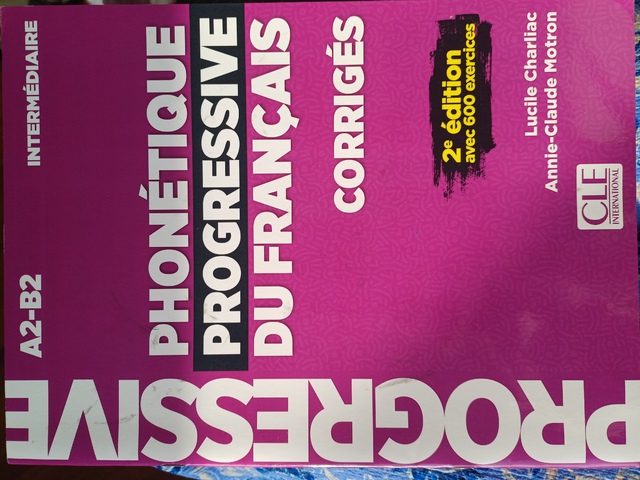 PROGRESSIVE
A2-B2
INTERMÉDIAIRE
PHONÉTIQUE
PROGRESSIVE
DU FRANÇAIS
CORRIGÉS
2e édition
avec 600 exercices
Lucile Charliac
Annie-Claude Motron
CLE
INTERNATIONAL